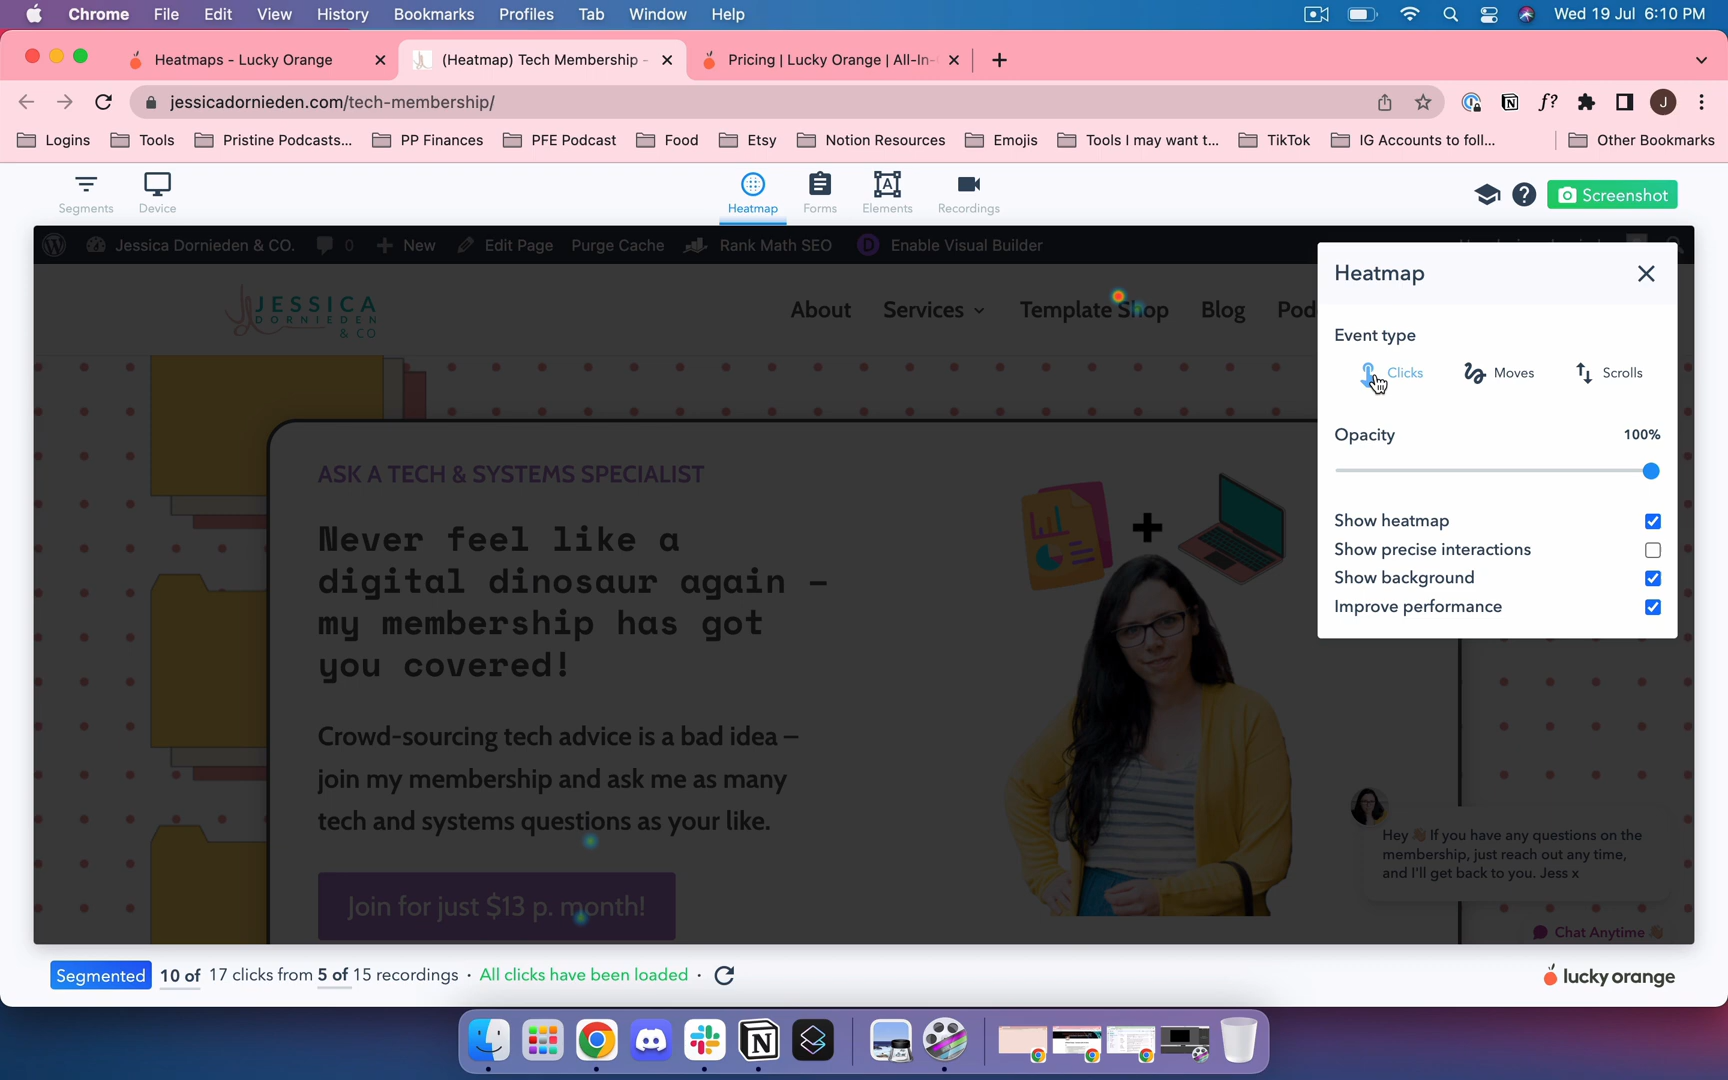 Chrome File Edit View History Bookmarks Profiles Tab Window Help Wed 19 Jul 6:10 PM
Heatmaps - Lucky Orange (Heatmap) Tech Membership - Pricing | Lucky Orange | All-In-
jessicadornieden.com/tech-membership/ f? J
Logins Tools Pristine Podcasts... PP Finances PFE Podcast Food Etsy Notion Resources Emojis Tools I may want t... TikTok IG Accounts to foll... Other Bookmarks
Segments Device Heatmap Forms Elements Recordings Screenshot
Jessica Dornieden & CO. 0 New Edit Page Purge Cache Rank Math SEO Enable Visual Builder
JESSICA
DORNIEDEN
& CO
About Services Template Shop Blog Pod
Heatmap
Event type
Clicks Moves Scrolls
Opacity 100%
Show heatmap
Show precise interactions
Show background
Improve performance
ASK A TECH & SYSTEMS SPECIALIST
Never feel like a
digital dinosaur again –
my membership has got
you covered!
Crowd-sourcing tech advice is a bad idea –
join my membership and ask me as many
tech and systems questions as your like.
Join for just $13 p. month!
Hey 👋 If you have any questions on the
membership, just reach out any time,
and I'll get back to you. Jess x
Chat Anytime 👋
Segmented 10 of 17 clicks from 5 of 15 recordings · All clicks have been loaded ·
lucky orange